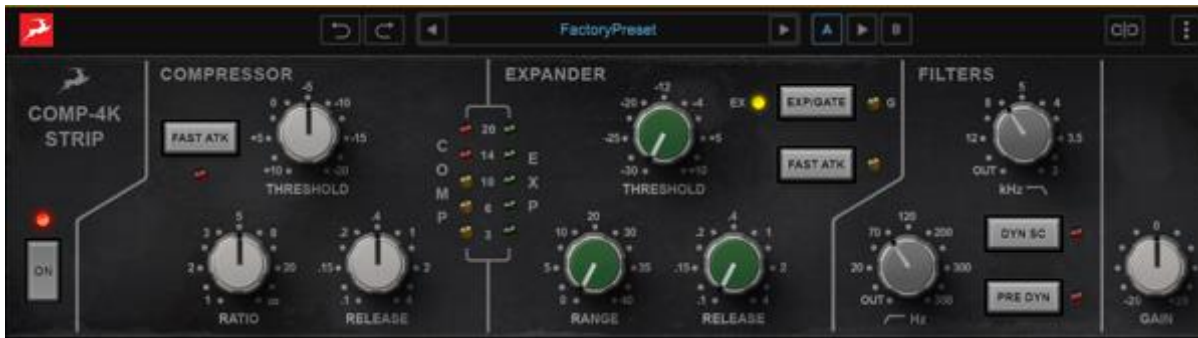 FactoryPreset
A
B
COMP-4K
STRIP
ON
COMPRESSOR
FAST ATK
-5
0
-10
+5
-15
+10
-20
THRESHOLD
5
3
8
2
20
1
∞
RATIO
.4
.2
1
.15
2
.1
4
RELEASE
COMP
20
14
10
6
3
EXP
EXPANDER
-12
-20
-4
-25
+5
-30
+10
THRESHOLD
EX
EXP/GATE
G
FAST ATK
20
10
30
5
35
0
40
RANGE
.4
.2
1
.15
2
.1
4
RELEASE
FILTERS
5
8
4
12
3.5
OUT
kHz
120
70
200
20
300
OUT
Hz
DYN SC
PRE DYN
0
-20
GAIN